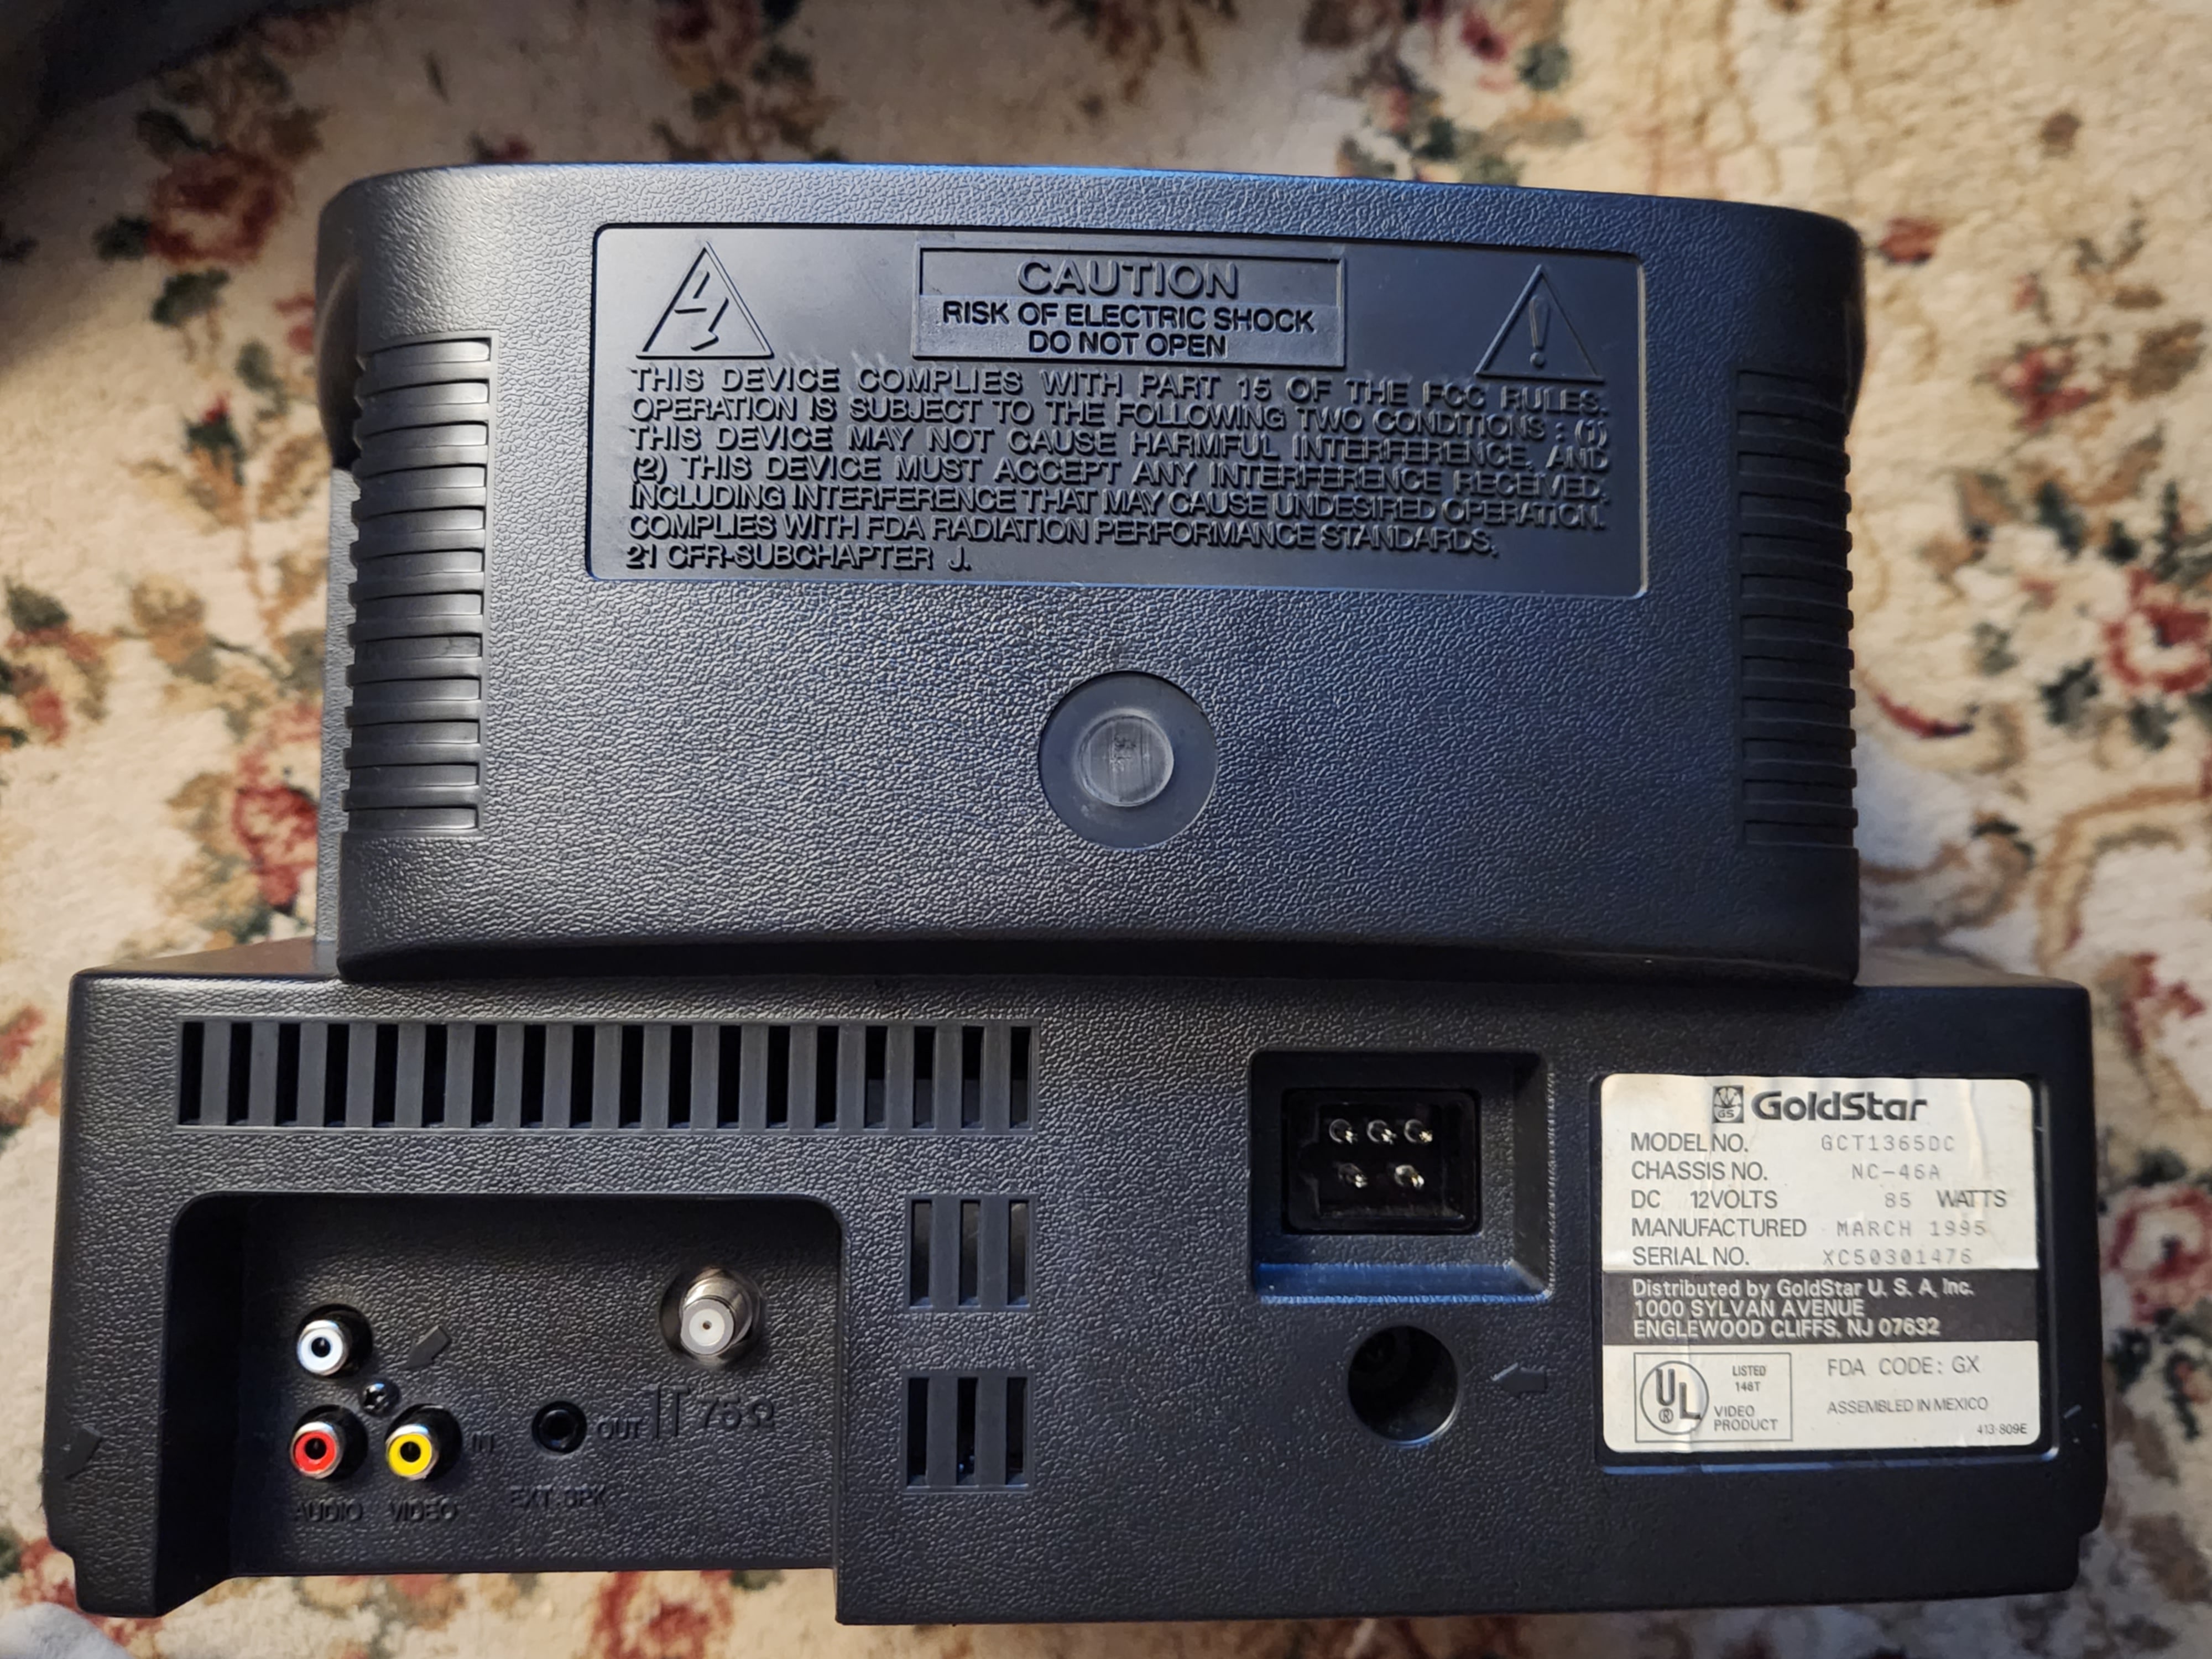 CAUTION
RISK OF ELECTRIC SHOCK
DO NOT OPEN
THIS DEVICE COMPLIES WITH PART 15 OF THE FCC RULES.
OPERATION IS SUBJECT TO THE FOLLOWING TWO CONDITIONS : (1)
THIS DEVICE MAY NOT CAUSE HARMFUL INTERFERENCE, AND
(2) THIS DEVICE MUST ACCEPT ANY INTERFERENCE RECEIVED,
INCLUDING INTERFERENCE THAT MAY CAUSE UNDESIRED OPERATION.
COMPLIES WITH FDA RADIATION PERFORMANCE STANDARDS,
21 CFR-SUBCHAPTER J.
GS GoldStar
MODEL NO. GCT1365DC
CHASSIS NO. NC-46A
DC 12VOLTS 85 WATTS
MANUFACTURED MARCH 1995
SERIAL NO. XC50301476
Distributed by GoldStar U. S. A, Inc.
1000 SYLVAN AVENUE
ENGLEWOOD CLIFFS, NJ 07632
UL ®
LISTED
146T
VIDEO
PRODUCT
FDA CODE: GX
ASSEMBLED IN MEXICO
413-809E
IN
OUT
75Ω
AUDIO VIDEO EXT SPK